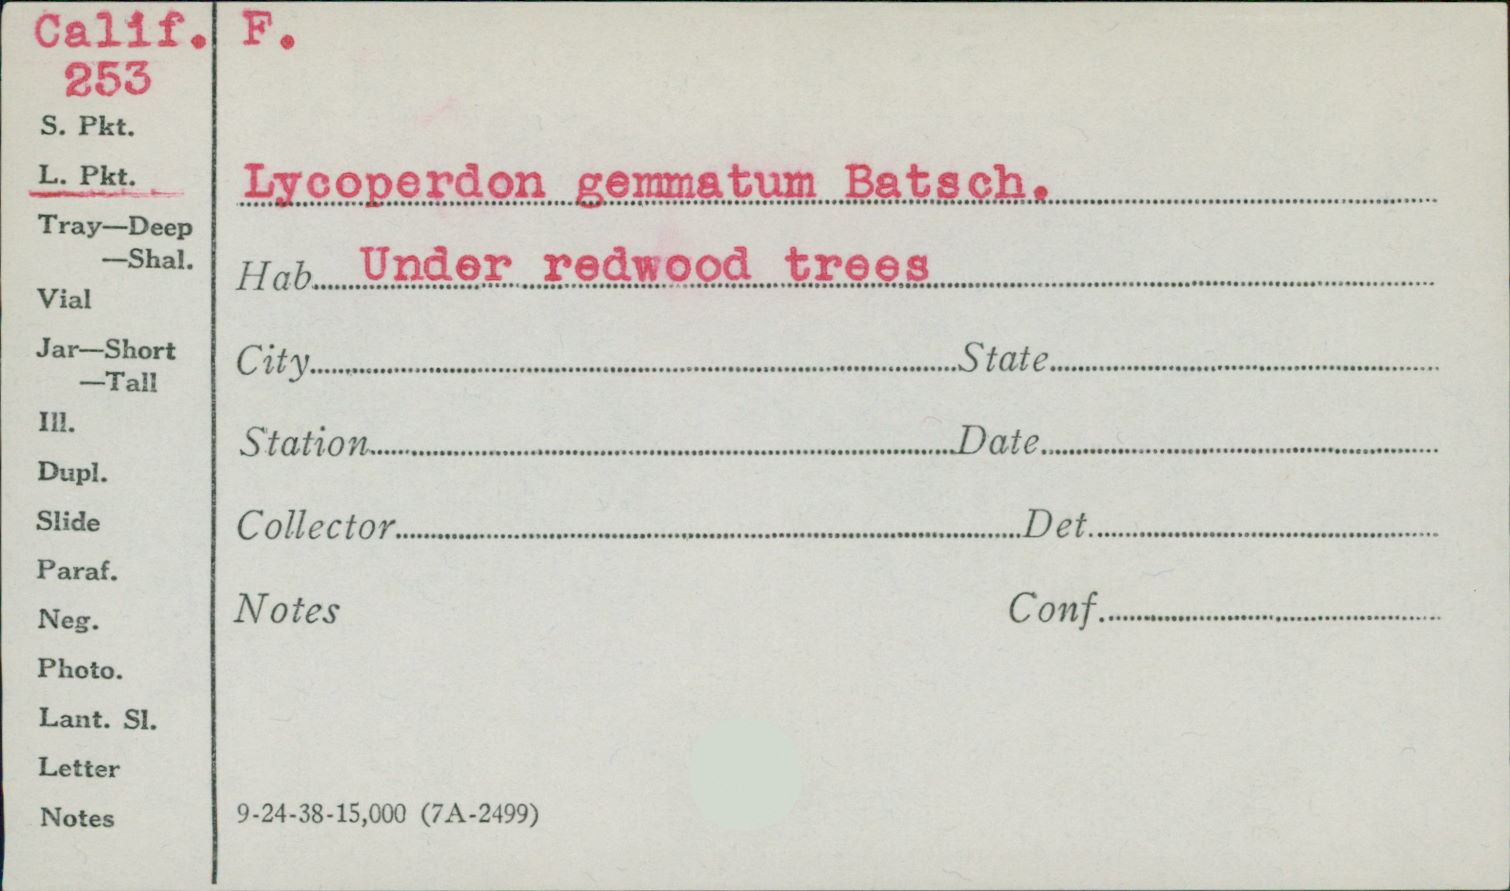 Calif. F.
253
S. Pkt.
L. Pkt.
Lycoperdon gemmatum Batsch.
Tray—Deep
—Shal.
Hab. Under redwood trees
Vial
Jar—Short
—Tall
City State
Ill.
Station Date
Dupl.
Slide
Collector Det.
Paraf.
Neg.
Notes Conf.
Photo.
Lant. Sl.
Letter
Notes
9-24-38-15,000 (7A-2499)